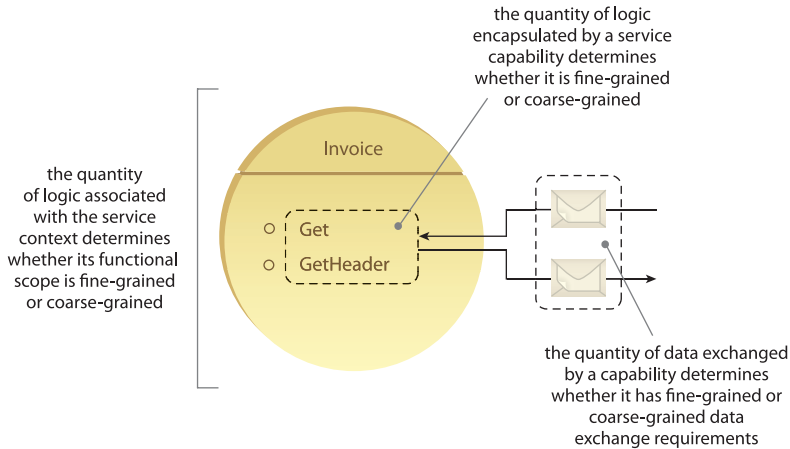 the quantity of logic
encapsulated by a service
capability determines
whether it is fine-grained
or coarse-grained
the quantity
of logic associated
with the service
context determines
whether its functional
scope is fine-grained
or coarse-grained
Invoice
Get
GetHeader
the quantity of data exchanged
by a capability determines
whether it has fine-grained or
coarse-grained data
exchange requirements